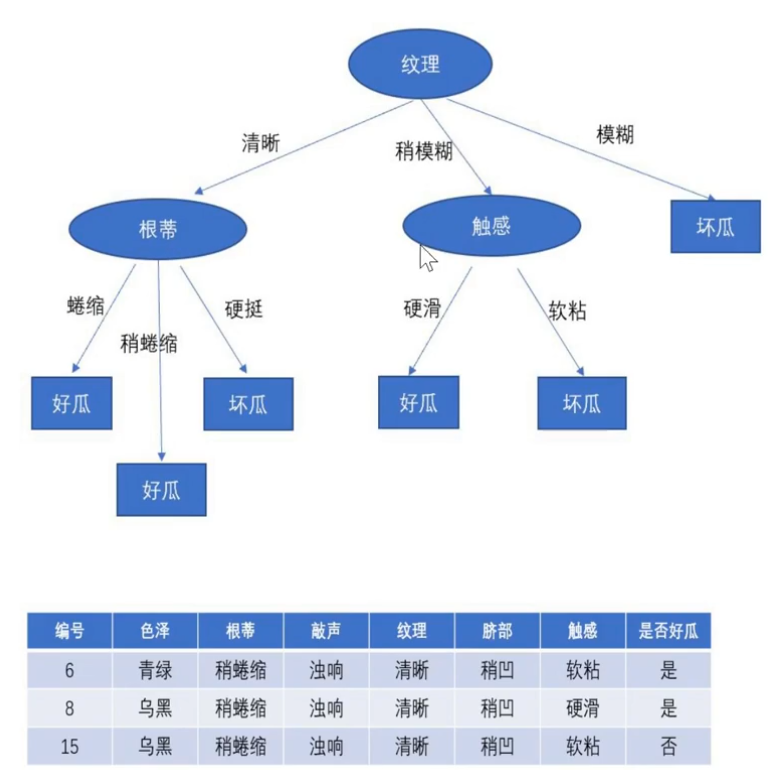 纹理
清晰
稍模糊
模糊
根蒂
触感
坏瓜
蜷缩
稍蜷缩
硬挺
硬滑
软粘
好瓜
坏瓜
好瓜
坏瓜
好瓜
编号 色泽 根蒂 敲声 纹理 脐部 触感 是否好瓜
6 青绿 稍蜷缩 浊响 清晰 稍凹 软粘 是
8 乌黑 稍蜷缩 浊响 清晰 稍凹 硬滑 是
15 乌黑 稍蜷缩 浊响 清晰 稍凹 软粘 否